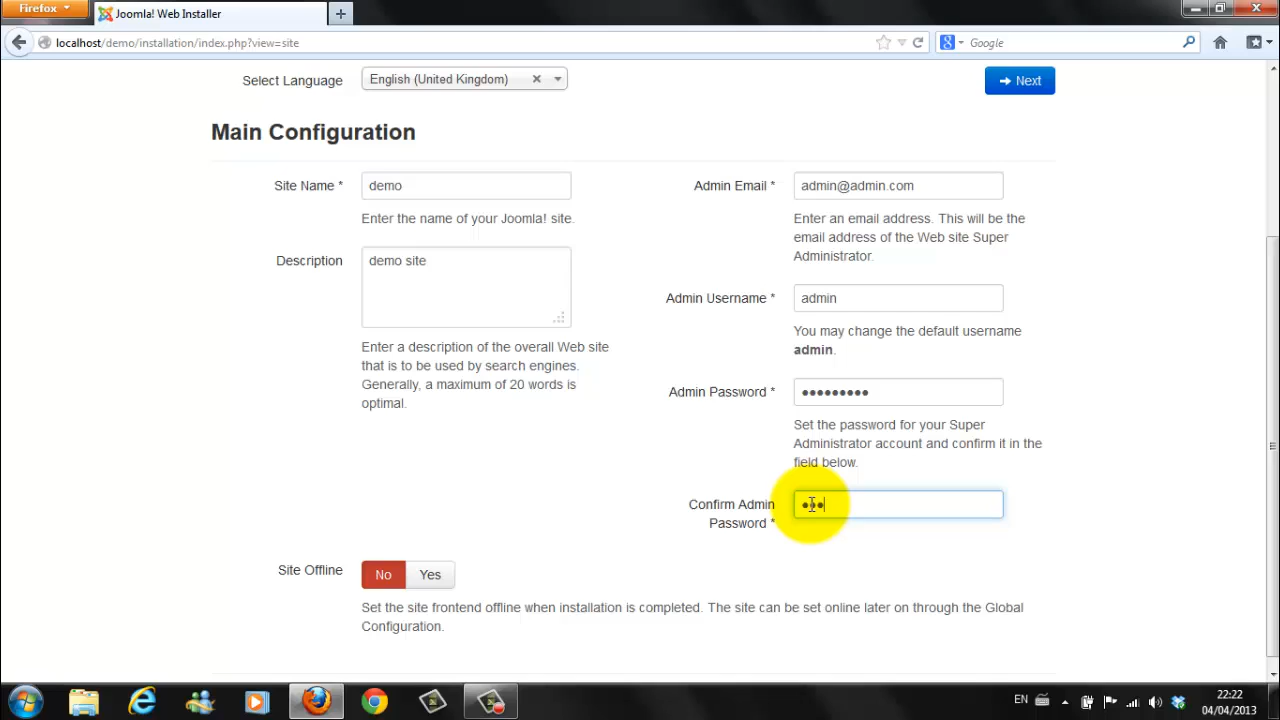 Firefox
Joomla! Web Installer
localhost/demo/installation/index.php?view=site
Google
Select Language
English (United Kingdom)
Next
Main Configuration
Site Name *
demo
Enter the name of your Joomla! site.
Description
demo site
Enter a description of the overall Web site
that is to be used by search engines.
Generally, a maximum of 20 words is
optimal.
Admin Email *
admin@admin.com
Enter an email address. This will be the
email address of the Web site Super
Administrator.
Admin Username *
admin
You may change the default username
admin.
Admin Password *
•••••••••
Set the password for your Super
Administrator account and confirm it in the
field below.
Confirm Admin
Password *
•••
Site Offline
No
Yes
Set the site frontend offline when installation is completed. The site can be set online later on through the Global
Configuration.
EN
22:22
04/04/2013